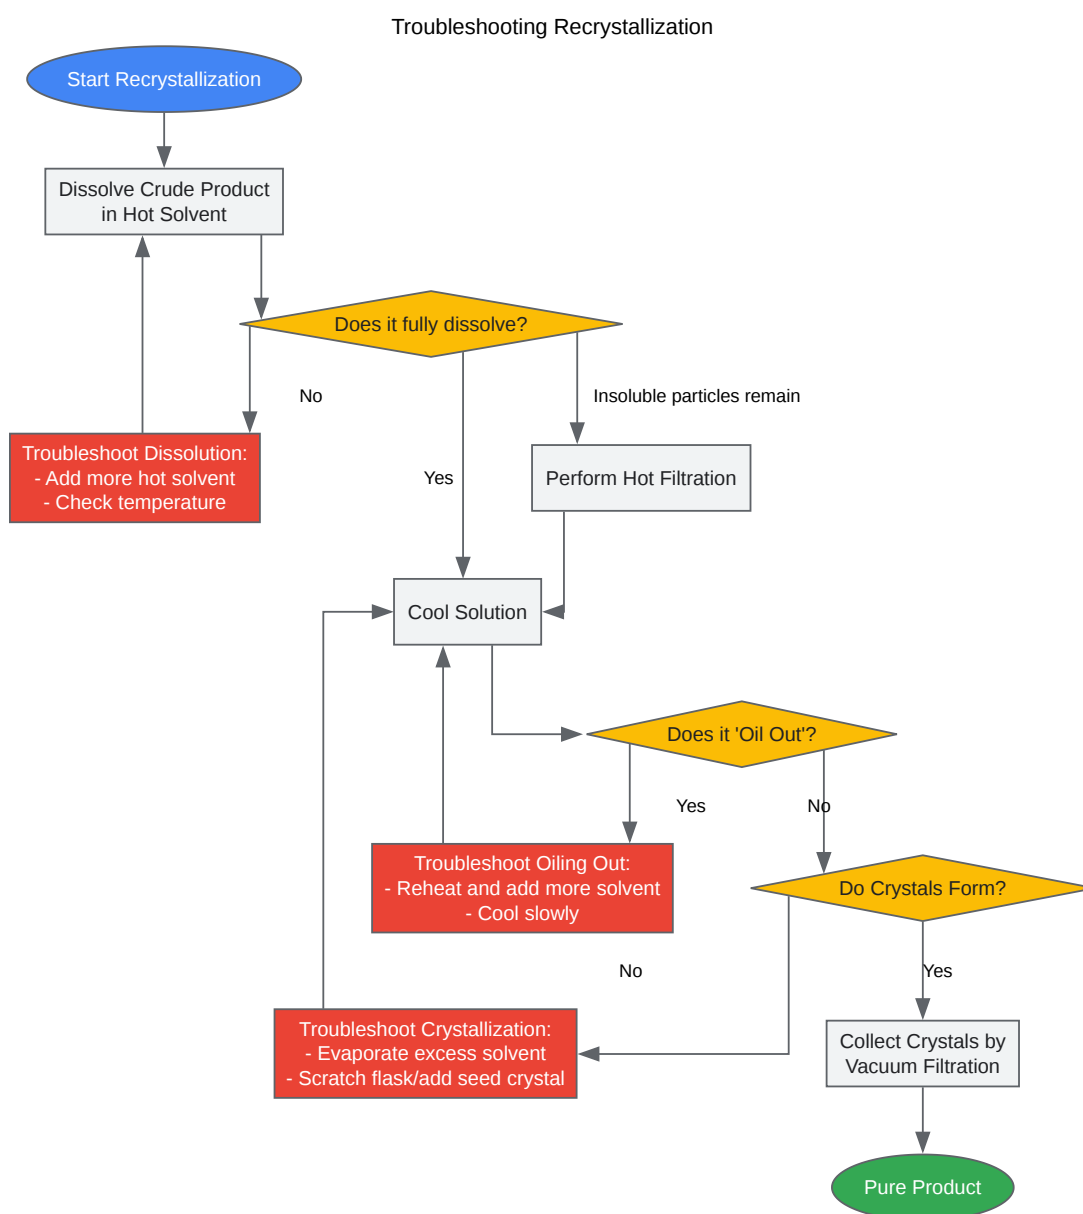 Troubleshooting Recrystallization
Start Recrystallization
Dissolve Crude Product
in Hot Solvent
Does it fully dissolve?
No
Insoluble particles remain
Troubleshoot Dissolution:
- Add more hot solvent
- Check temperature
Yes
Perform Hot Filtration
Cool Solution
Does it 'Oil Out'?
Yes
No
Troubleshoot Oiling Out:
- Reheat and add more solvent
- Cool slowly
Do Crystals Form?
No
Yes
Troubleshoot Crystallization:
- Evaporate excess solvent
- Scratch flask/add seed crystal
Collect Crystals by
Vacuum Filtration
Pure Product